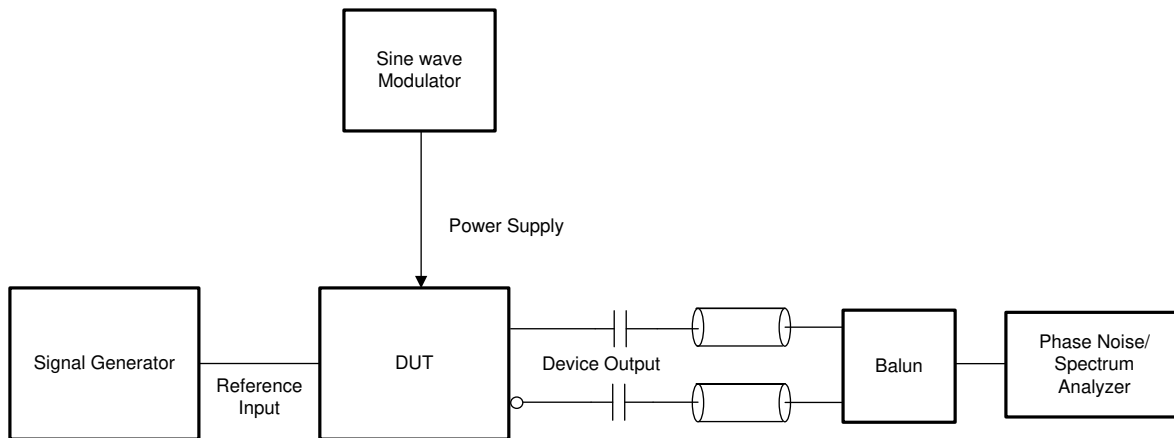 Sine wave
Modulator
Power Supply
Signal Generator
Reference
Input
DUT
Device Output
Balun
Phase Noise/
Spectrum
Analyzer